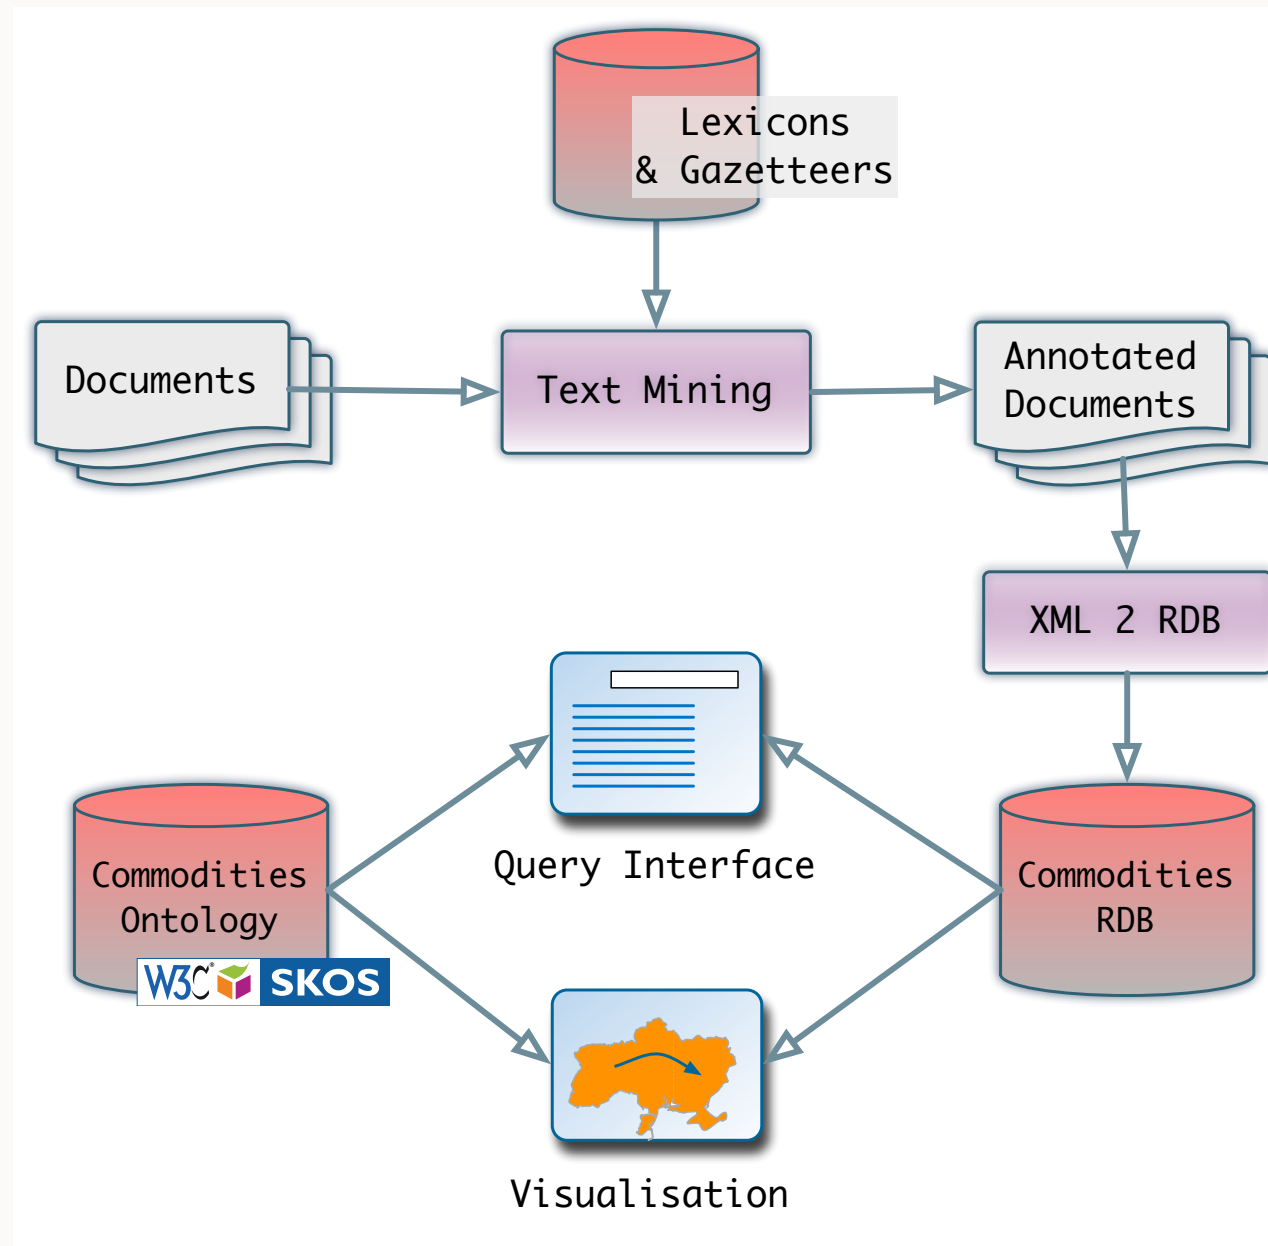 Lexicons
& Gazetteers
Documents
Text Mining
Annotated
Documents
XML 2 RDB
Query Interface
Commodities
Ontology
W3C® SKOS
Commodities
RDB
Visualisation